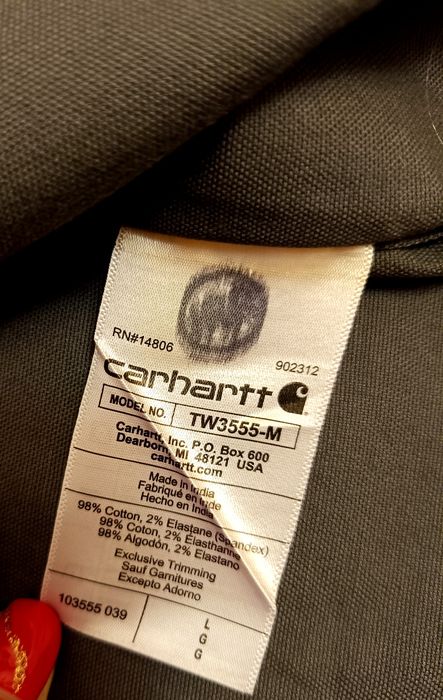 RN#14806
902312
carhartt
MODEL NO. TW3555-M
Carhartt, Inc. P.O. Box 600
Dearborn, MI 48121 USA
carhartt.com
Made in India
Fabriqué en Inde
Hecho en India
98% Cotton, 2% Elastane (Spandex)
98% Coton, 2% Élasthanne
98% Algodón, 2% Elastano
Exclusive Trimming
Sauf Garnitures
Excepto Adorno
103555 039
L
G
G